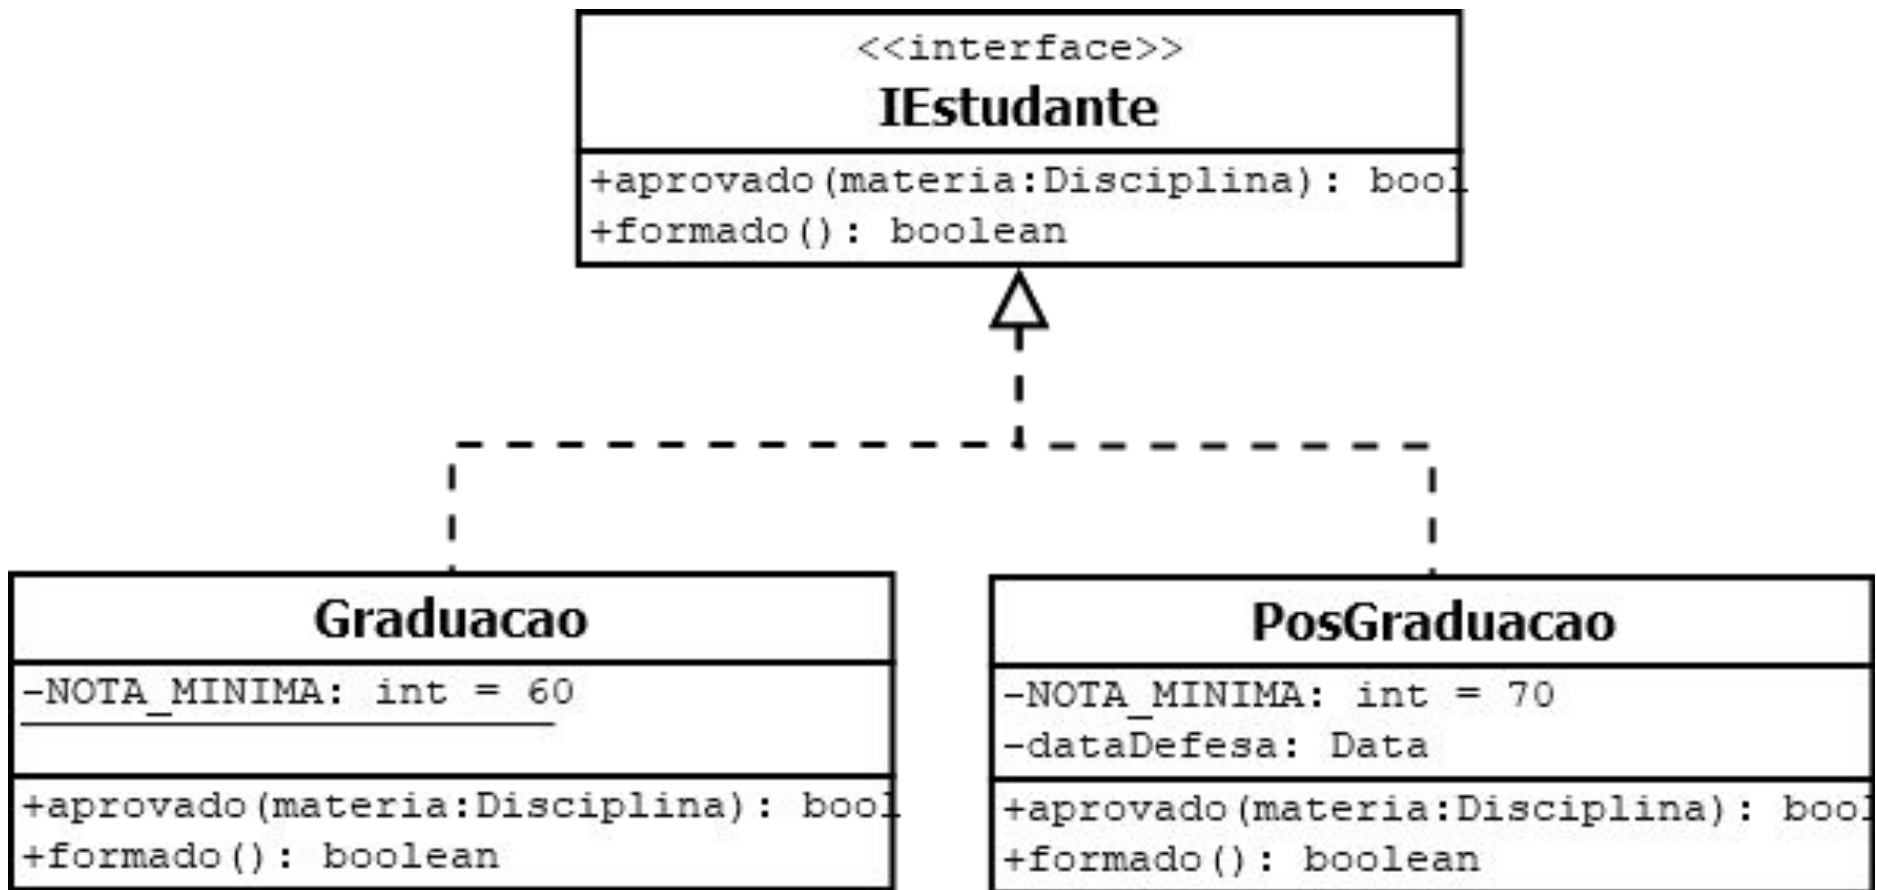 <<interface>>
IEstudante
+aprovado(materia:Disciplina): bool
+formado(): boolean
Graduacao
-NOTA_MINIMA: int = 60
+aprovado(materia:Disciplina): bool
+formado(): boolean
PosGraduacao
-NOTA_MINIMA: int = 70
-dataDefesa: Data
+aprovado(materia:Disciplina): bool
+formado(): boolean